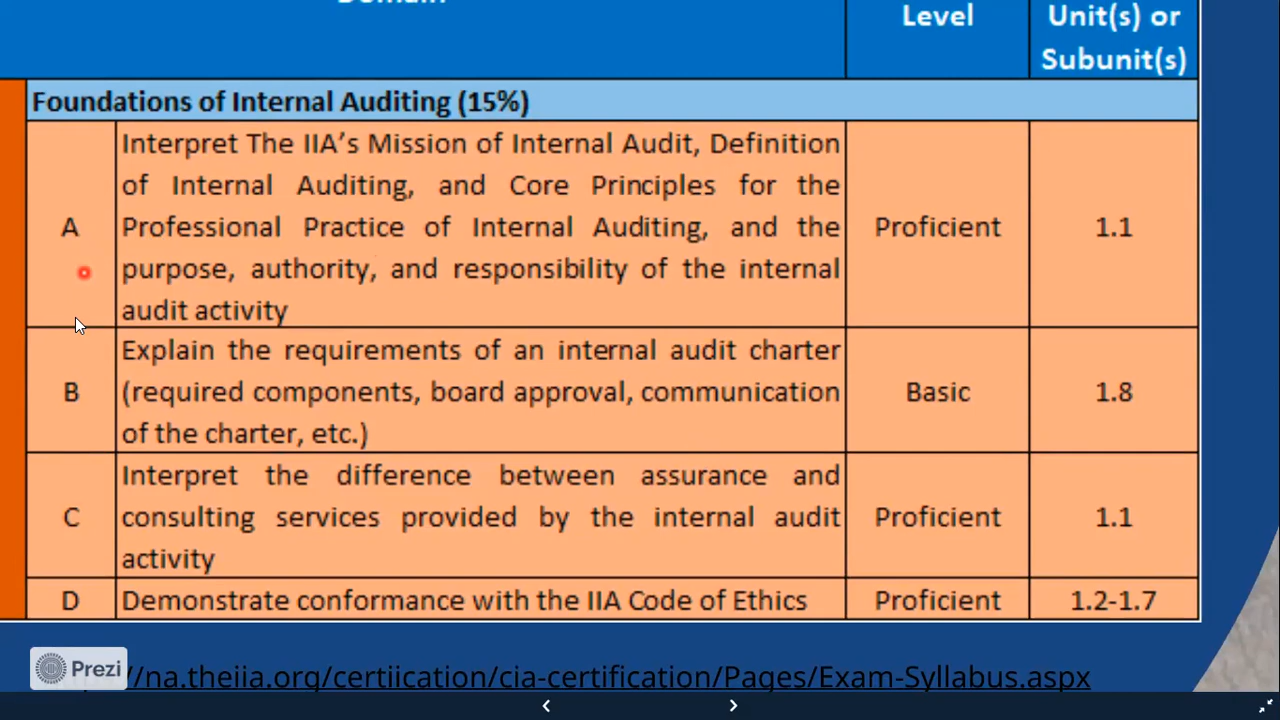 Domain
Level
Unit(s) or
Subunit(s)
Foundations of Internal Auditing (15%)
A
Interpret The IIA’s Mission of Internal Audit, Definition
of Internal Auditing, and Core Principles for the
Professional Practice of Internal Auditing, and the
purpose, authority, and responsibility of the internal
audit activity
Proficient
1.1
B
Explain the requirements of an internal audit charter
(required components, board approval, communication
of the charter, etc.)
Basic
1.8
C
Interpret the difference between assurance and
consulting services provided by the internal audit
activity
Proficient
1.1
D
Demonstrate conformance with the IIA Code of Ethics
Proficient
1.2-1.7
Prezi
//na.theiia.org/certiication/cia-certification/Pages/Exam-Syllabus.aspx